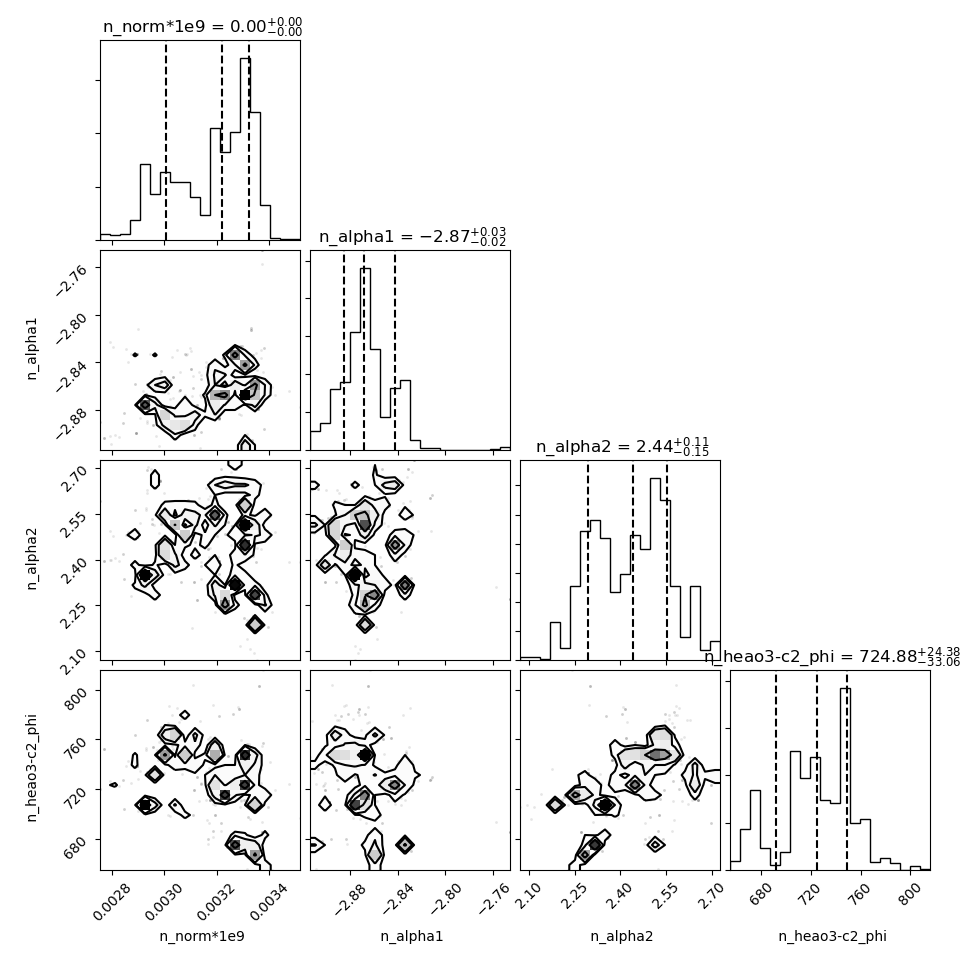 n_norm*1e9 = 0.00+0.00−0.00
n_alpha1 = −2.87+0.03−0.02
n_alpha1
−2.76
−2.80
−2.84
−2.88
n_alpha2 = 2.44+0.11−0.15
n_alpha2
2.70
2.55
2.40
2.25
2.10
n_heao3-c2_phi = 724.88+24.38−33.06
n_heao3-c2_phi
800
760
720
680
0.0028 0.0030 0.0032 0.0034 −2.88 −2.84 −2.80 −2.76 2.10 2.25 2.40 2.55 2.70 680 720 760 800
n_norm*1e9 n_alpha1 n_alpha2 n_heao3-c2_phi